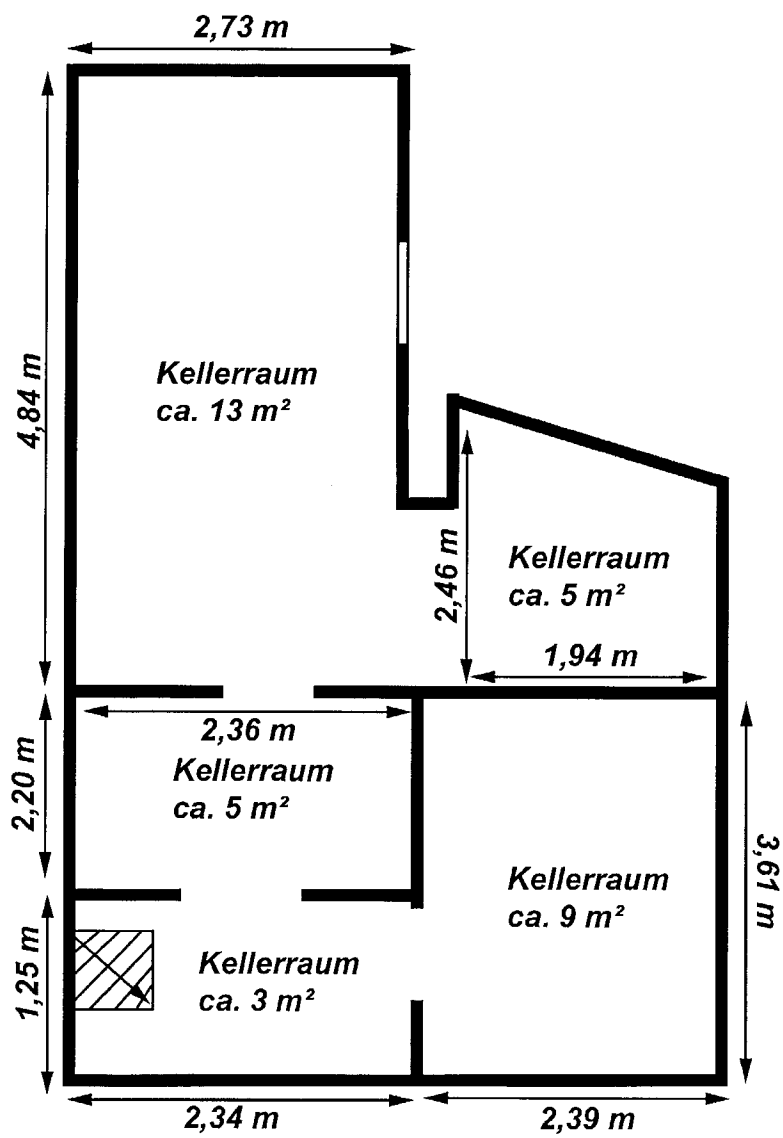 2,73 m
4,84 m
Kellerraum
ca. 13 m²
2,46 m
Kellerraum
ca. 5 m²
1,94 m
2,36 m
Kellerraum
ca. 5 m²
2,20 m
3,61 m
Kellerraum
ca. 9 m²
1,25 m
Kellerraum
ca. 3 m²
2,34 m
2,39 m